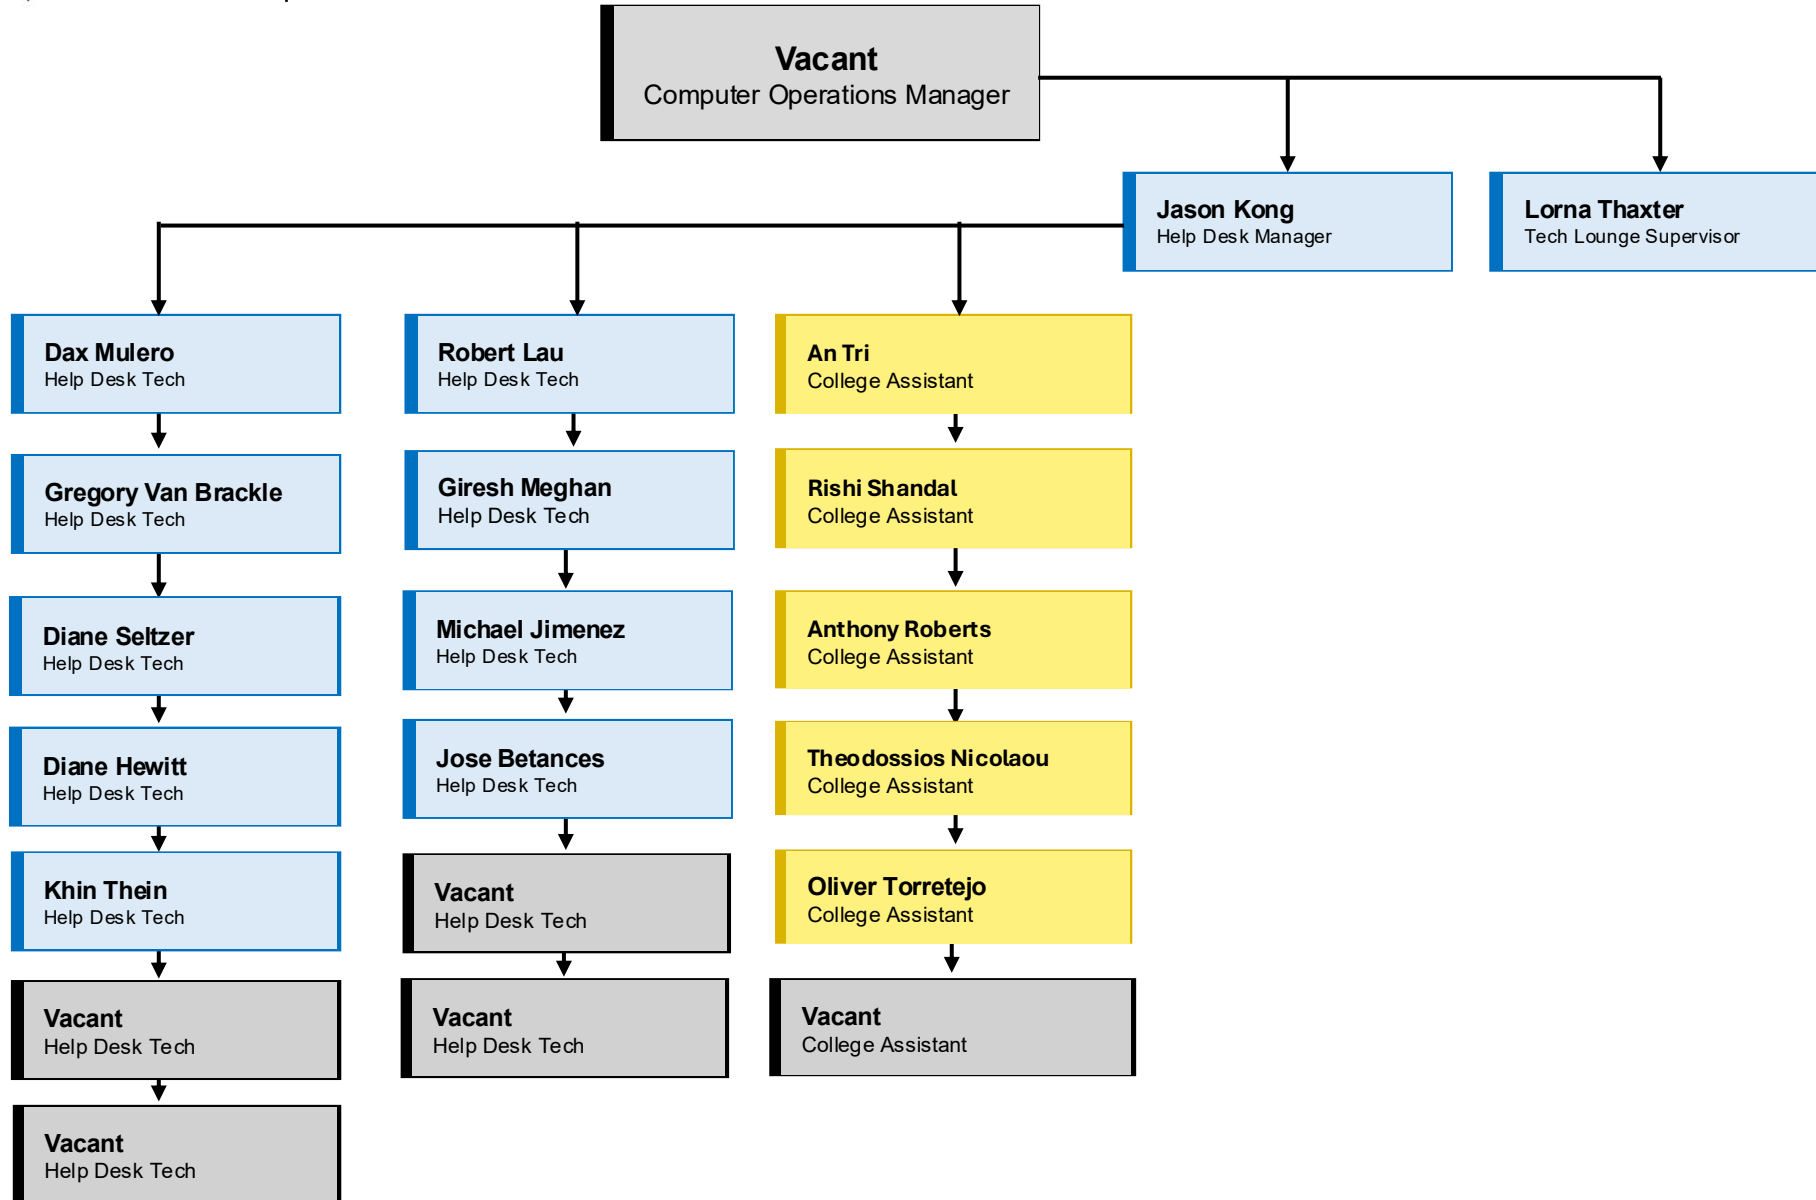 Vacant
Computer Operations Manager
Jason Kong
Help Desk Manager
Lorna Thaxter
Tech Lounge Supervisor
Dax Mulero
Help Desk Tech
Gregory Van Brackle
Help Desk Tech
Diane Seltzer
Help Desk Tech
Diane Hewitt
Help Desk Tech
Khin Thein
Help Desk Tech
Vacant
Help Desk Tech
Vacant
Help Desk Tech
Robert Lau
Help Desk Tech
Giresh Meghan
Help Desk Tech
Michael Jimenez
Help Desk Tech
Jose Betances
Help Desk Tech
Vacant
Help Desk Tech
Vacant
Help Desk Tech
An Tri
College Assistant
Rishi Shandal
College Assistant
Anthony Roberts
College Assistant
Theodossios Nicolaou
College Assistant
Oliver Torretejo
College Assistant
Vacant
College Assistant